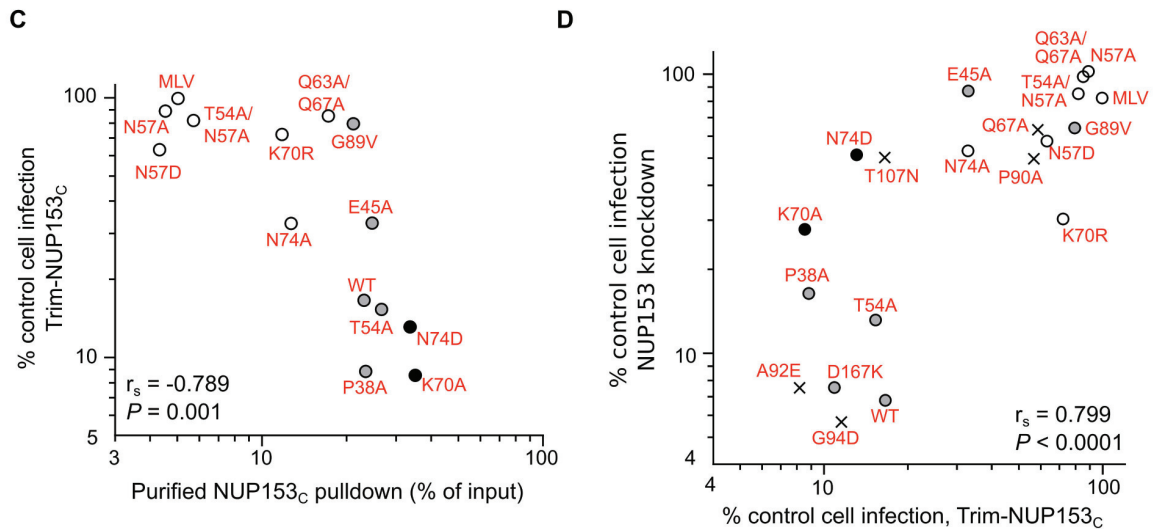 C
% control cell infection
Trim-NUP153C
100
10
5
3
10
100
Purified NUP153C pulldown (% of input)
MLV
N57A
T54A/
N57A
N57D
Q63A/
Q67A
K70R
G89V
E45A
N74A
WT
T54A
N74D
P38A
K70A
rs = -0.789
P = 0.001
D
% control cell infection
NUP153 knockdown
100
10
4
4
10
100
% control cell infection, Trim-NUP153C
Q63A/
Q67A
N57A
E45A
T54A/
N57A
MLV
Q67A
G89V
N74D
T107N
N74A
N57D
P90A
K70A
K70R
P38A
T54A
A92E
D167K
WT
G94D
rs = 0.799
P < 0.0001